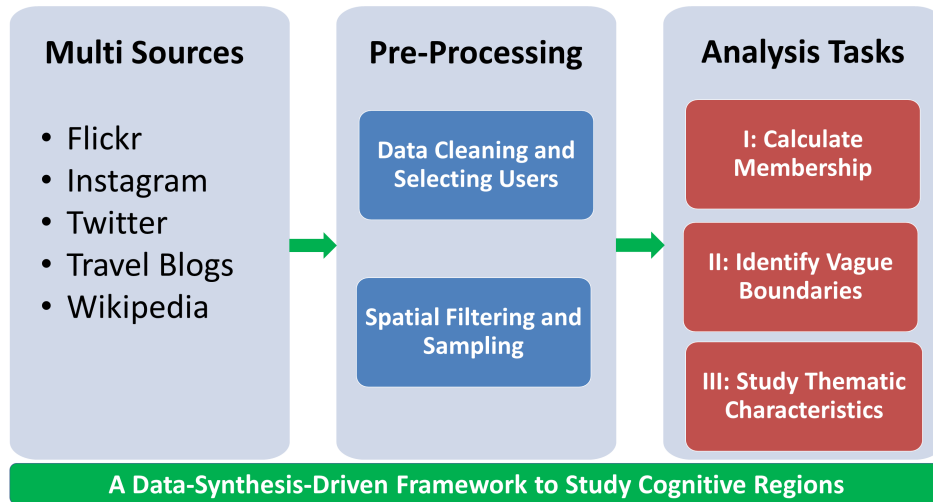 Multi Sources
• Flickr
• Instagram
• Twitter
• Travel Blogs
• Wikipedia
Pre-Processing
Data Cleaning and
Selecting Users
Spatial Filtering and
Sampling
Analysis Tasks
I: Calculate
Membership
II: Identify Vague
Boundaries
III: Study Thematic
Characteristics
A Data-Synthesis-Driven Framework to Study Cognitive Regions